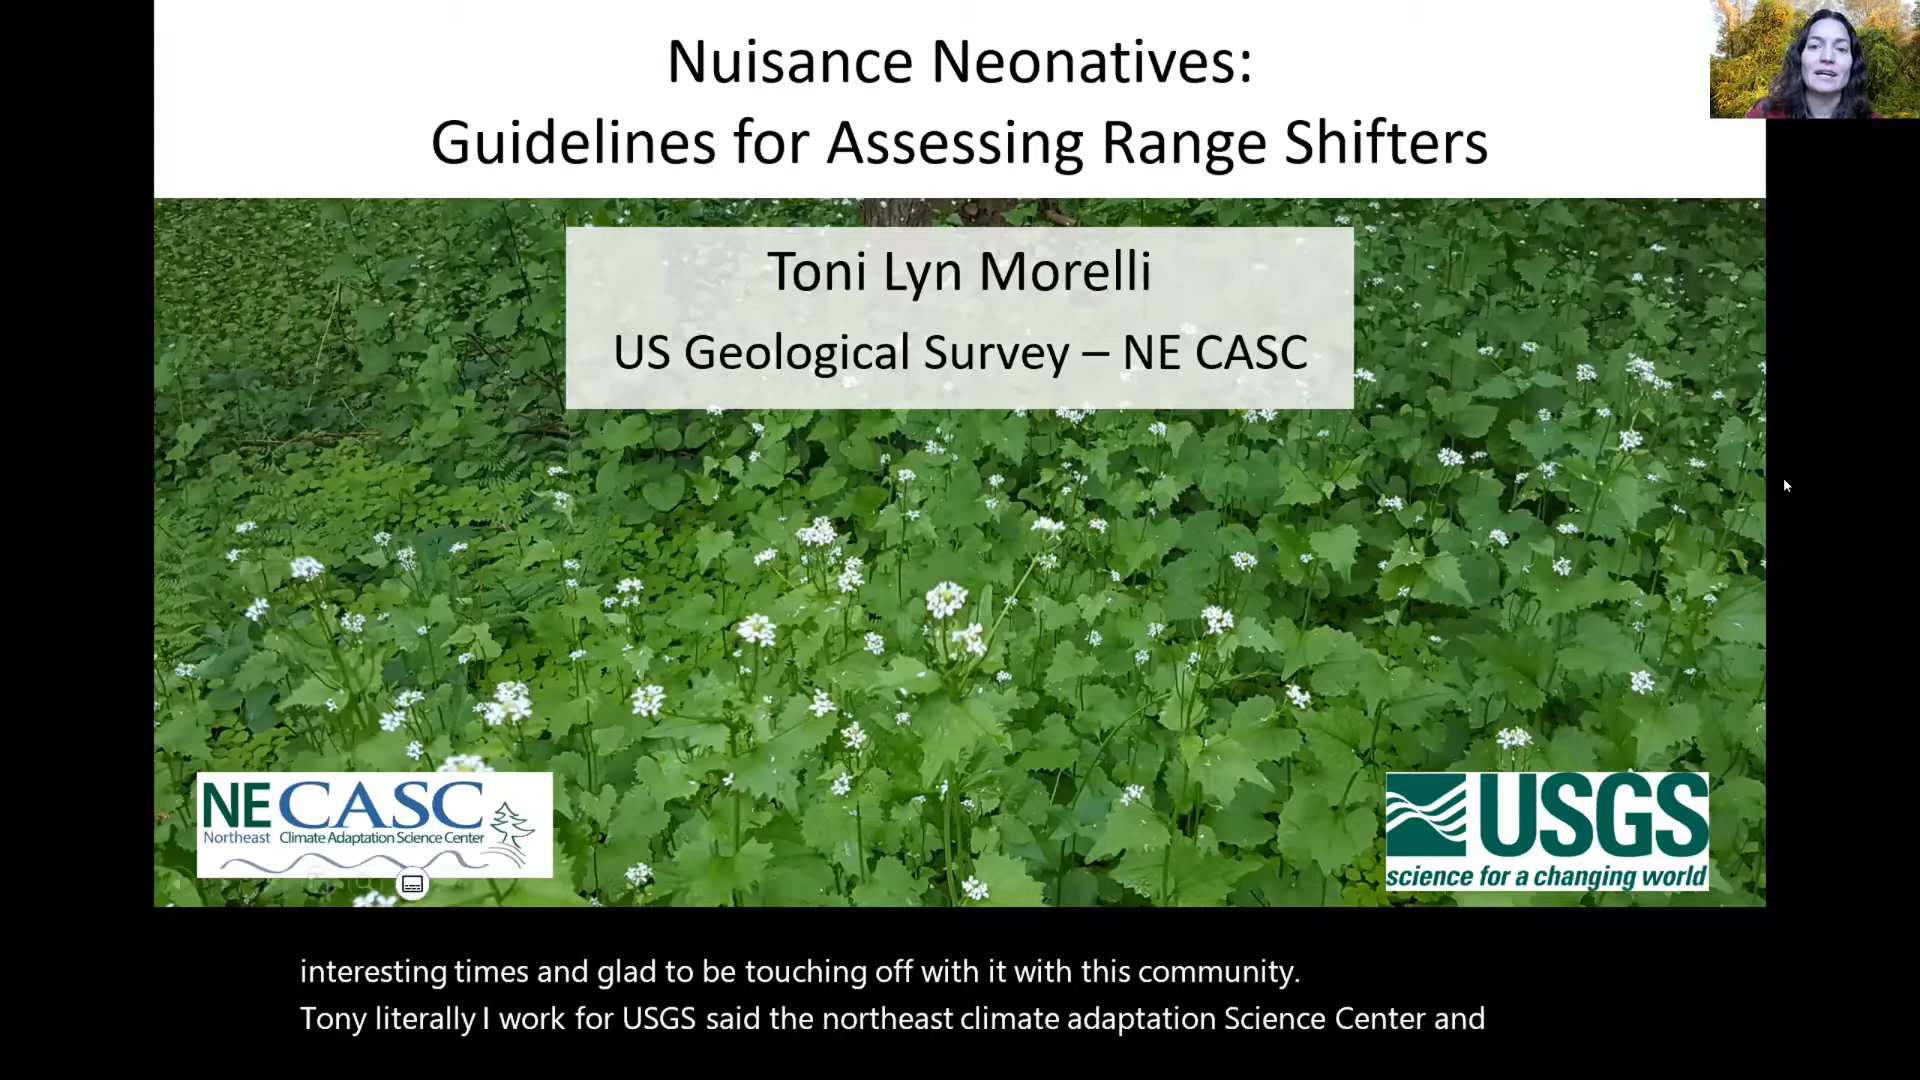 Nuisance Neonatives:
Guidelines for Assessing Range Shifters
Toni Lyn Morelli
US Geological Survey – NE CASC
NECASC
Northeast Climate Adaptation Science Center
USGS
science for a changing world
interesting times and glad to be touching off with it with this community.
Tony literally I work for USGS said the northeast climate adaptation Science Center and